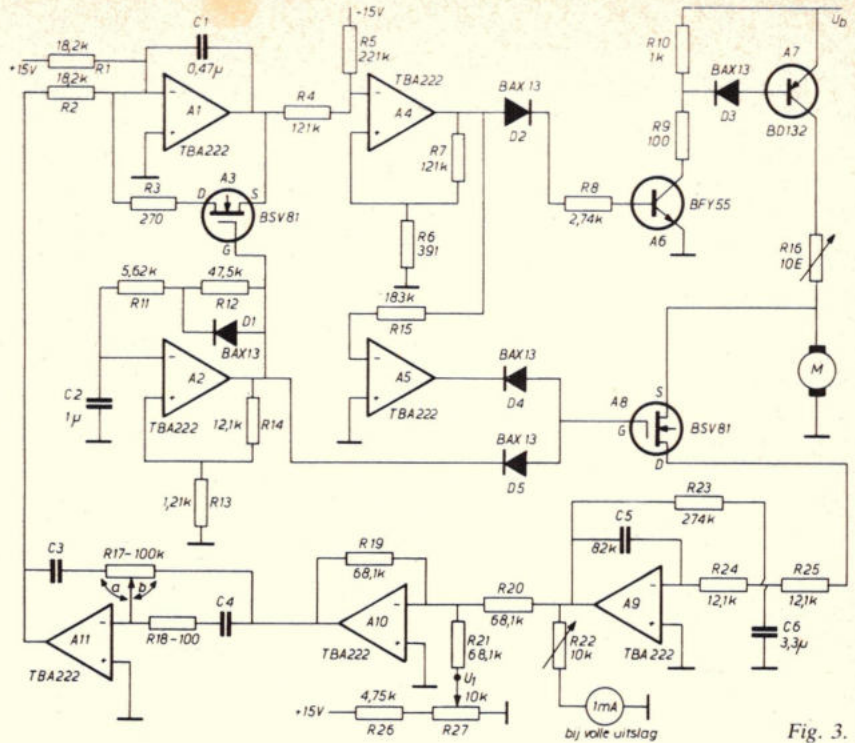 -15V
R5
221k
C1
0,47µ
18,2k
R1
+15V
18,2k
R2
A1
TBA222
R4
121k
TBA222
A4
BAX13
D2
R7
121k
R6
391
R10
1k
Ub
A7
BAX13
D3
BD132
R9
100
R8
2,74k
BFY55
A6
R3
270
D
S
A3
BSV81
G
R16
10E
5,62k
R11
47,5k
R12
D1
BAX13
183k
R15
C2
1µ
A2
TBA222
12,1k
R14
A5
TBA222
BAX13
D4
BAX13
D5
A8
G
S
D
BSV81
M
1,21k
R13
C3
R17-100k
a
b
R18-100
C4
A11
TBA222
R19
68,1k
A10
TBA222
R20
68,1k
R21
68,1k
U1
10k
4,75k
+15V
R26
R27
R23
274k
C5
82k
A9
TBA222
R24
12,1k
R25
12,1k
C6
3,3µ
R22
10k
1mA
bij volle uitslag
Fig. 3.